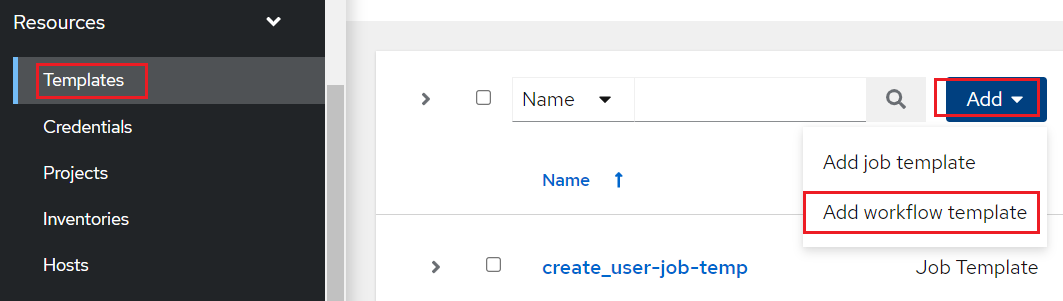 Resources
Templates
Credentials
Projects
Inventories
Hosts
Name
Add
Add job template
Add workflow template
Name
create_user-job-temp Job Template